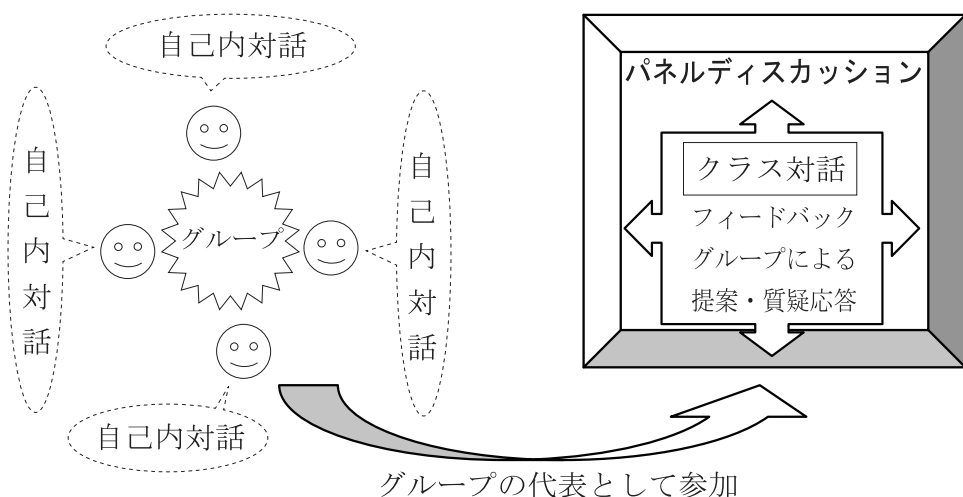 自己内対話
自己内対話
グループ
自己内対話
自己内対話
パネルディスカッション
クラス対話
フィードバック
グループによる
提案・質疑応答
グループの代表として参加